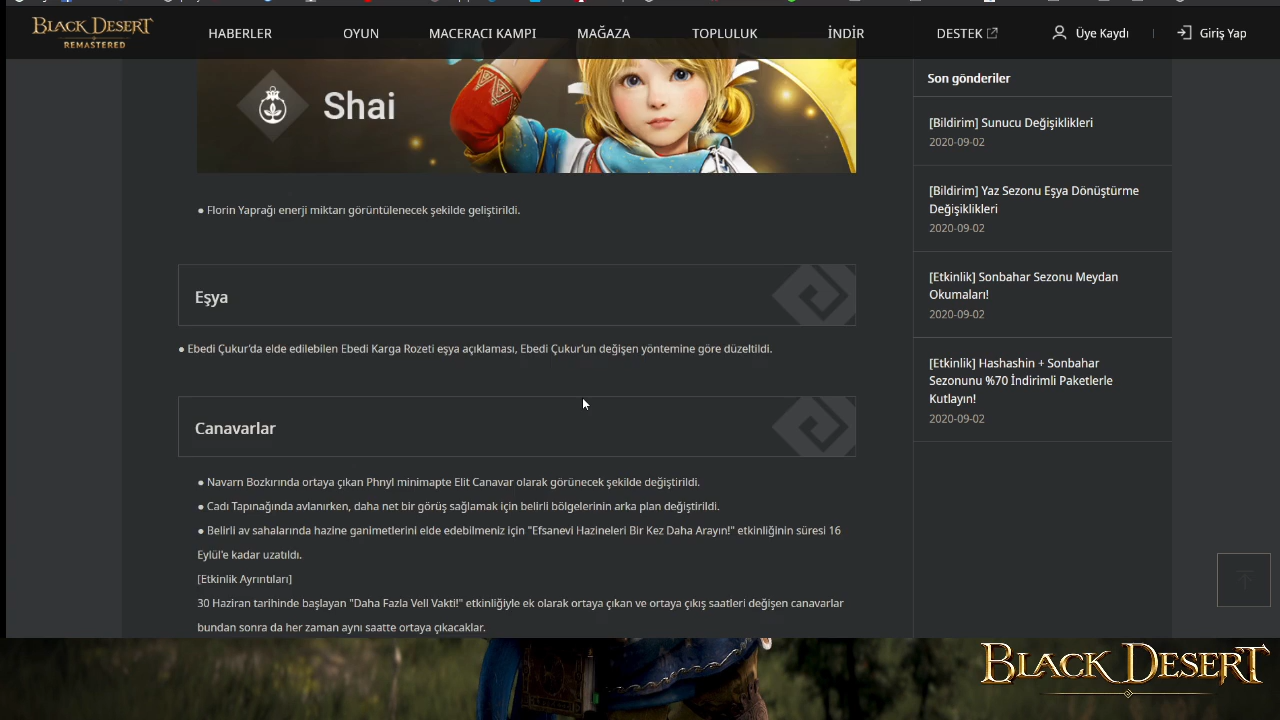 BLACK DESERT
REMASTERED
HABERLER
OYUN
MACERACI KAMPI
MAĞAZA
TOPLULUK
İNDİR
DESTEK
Üye Kaydı
Giriş Yap
Shai
● Florin Yaprağı enerji miktarı görüntülenecek şekilde geliştirildi.
Eşya
● Ebedi Çukur'da elde edilebilen Ebedi Karga Rozeti eşya açıklaması, Ebedi Çukur'un değişen yöntemine göre düzeltildi.
Canavarlar
● Navarn Bozkırında ortaya çıkan Phnyl minimapte Elit Canavar olarak görünecek şekilde değiştirildi.
● Cadı Tapınağında avlanırken, daha net bir görüş sağlamak için belirli bölgelerinin arka plan değiştirildi.
● Belirli av sahalarında hazine ganimetlerini elde edebilmeniz için "Efsanevi Hazineleri Bir Kez Daha Arayın!" etkinliğinin süresi 16
Eylül'e kadar uzatıldı.
[Etkinlik Ayrıntıları]
30 Haziran tarihinde başlayan "Daha Fazla Vell Vakti!" etkinliğiyle ek olarak ortaya çıkan ve ortaya çıkış saatleri değişen canavarlar
bundan sonra da her zaman aynı saatte ortaya çıkacaklar.
Son gönderiler
[Bildirim] Sunucu Değişiklikleri
2020-09-02
[Bildirim] Yaz Sezonu Eşya Dönüştürme
Değişiklikleri
2020-09-02
[Etkinlik] Sonbahar Sezonu Meydan
Okumaları!
2020-09-02
[Etkinlik] Hashashin + Sonbahar
Sezonunu %70 İndirimli Paketlerle
Kutlayın!
2020-09-02
BLACK DESERT